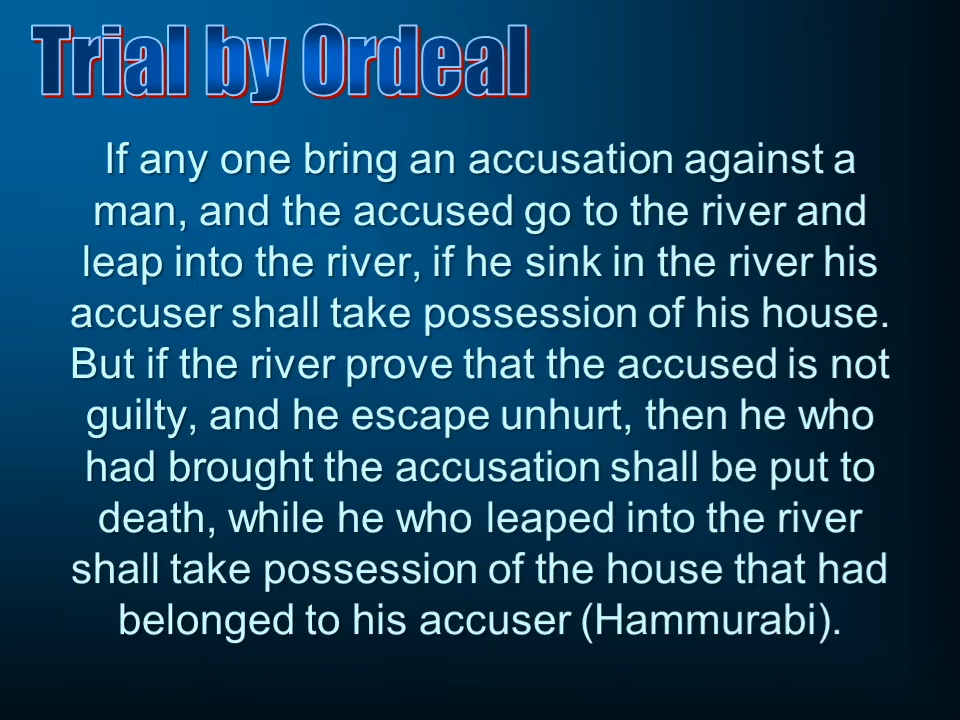 Trial by Ordeal
If any one bring an accusation against a
man, and the accused go to the river and
leap into the river, if he sink in the river his
accuser shall take possession of his house.
But if the river prove that the accused is not
guilty, and he escape unhurt, then he who
had brought the accusation shall be put to
death, while he who leaped into the river
shall take possession of the house that had
belonged to his accuser (Hammurabi).